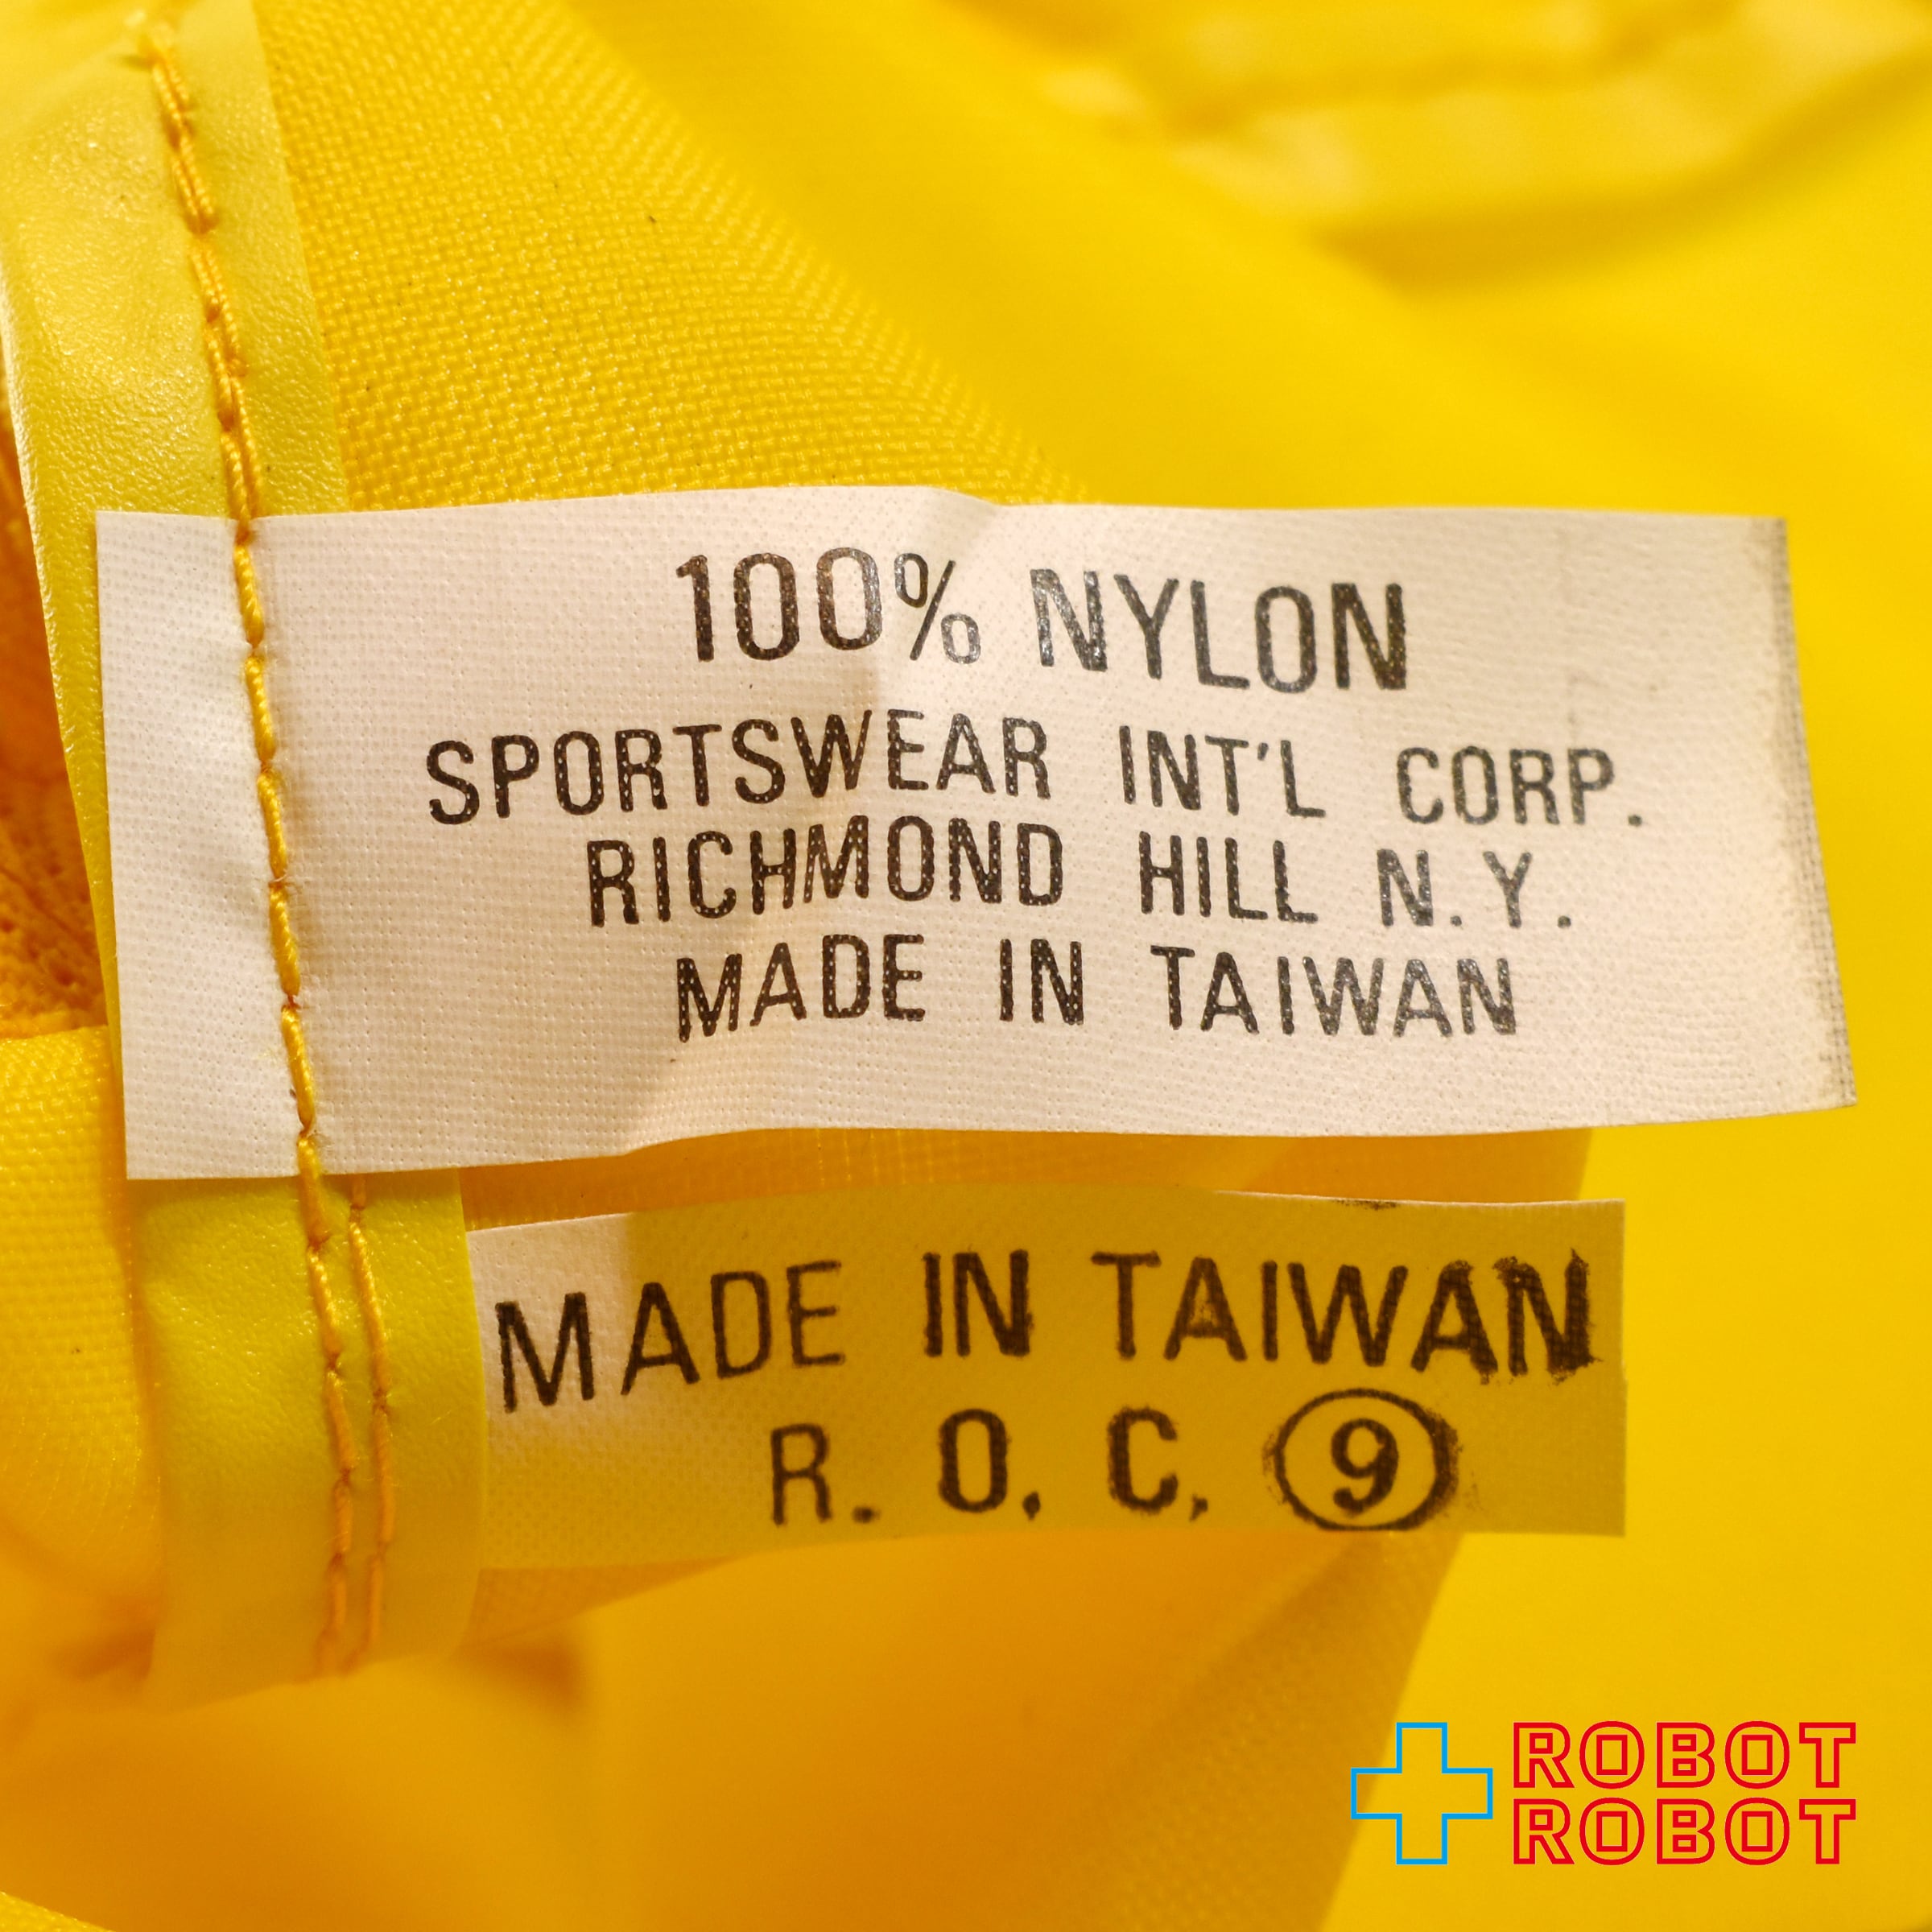 100% NYLON
SPORTSWEAR INT'L CORP.
RICHMOND HILL N.Y.
MADE IN TAIWAN
MADE IN TAIWAN
R. O. C. 9
ROBOT
ROBOT